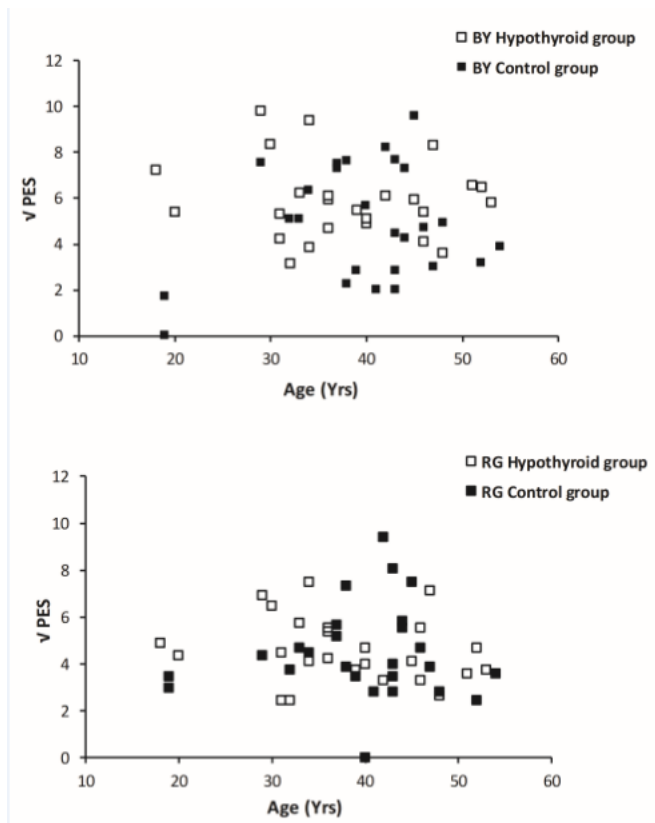 BY Hypothyroid group
BY Control group
12
10
8
6
4
2
0
√ PES
10 20 30 40 50 60
Age (Yrs)
RG Hypothyroid group
RG Control group
12
10
8
6
4
2
0
√ PES
10 20 30 40 50 60
Age (Yrs)